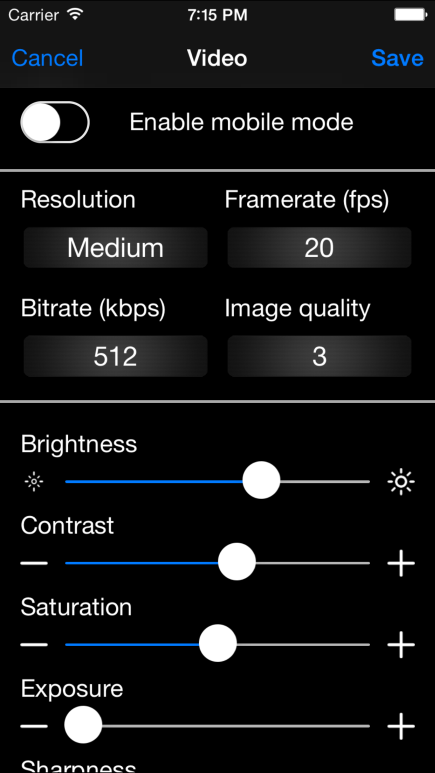 Carrier 7:15 PM
Cancel Video Save
Enable mobile mode
Resolution Framerate (fps)
Medium 20
Bitrate (kbps) Image quality
512 3
Brightness
Contrast
Saturation
Exposure
Sharpness